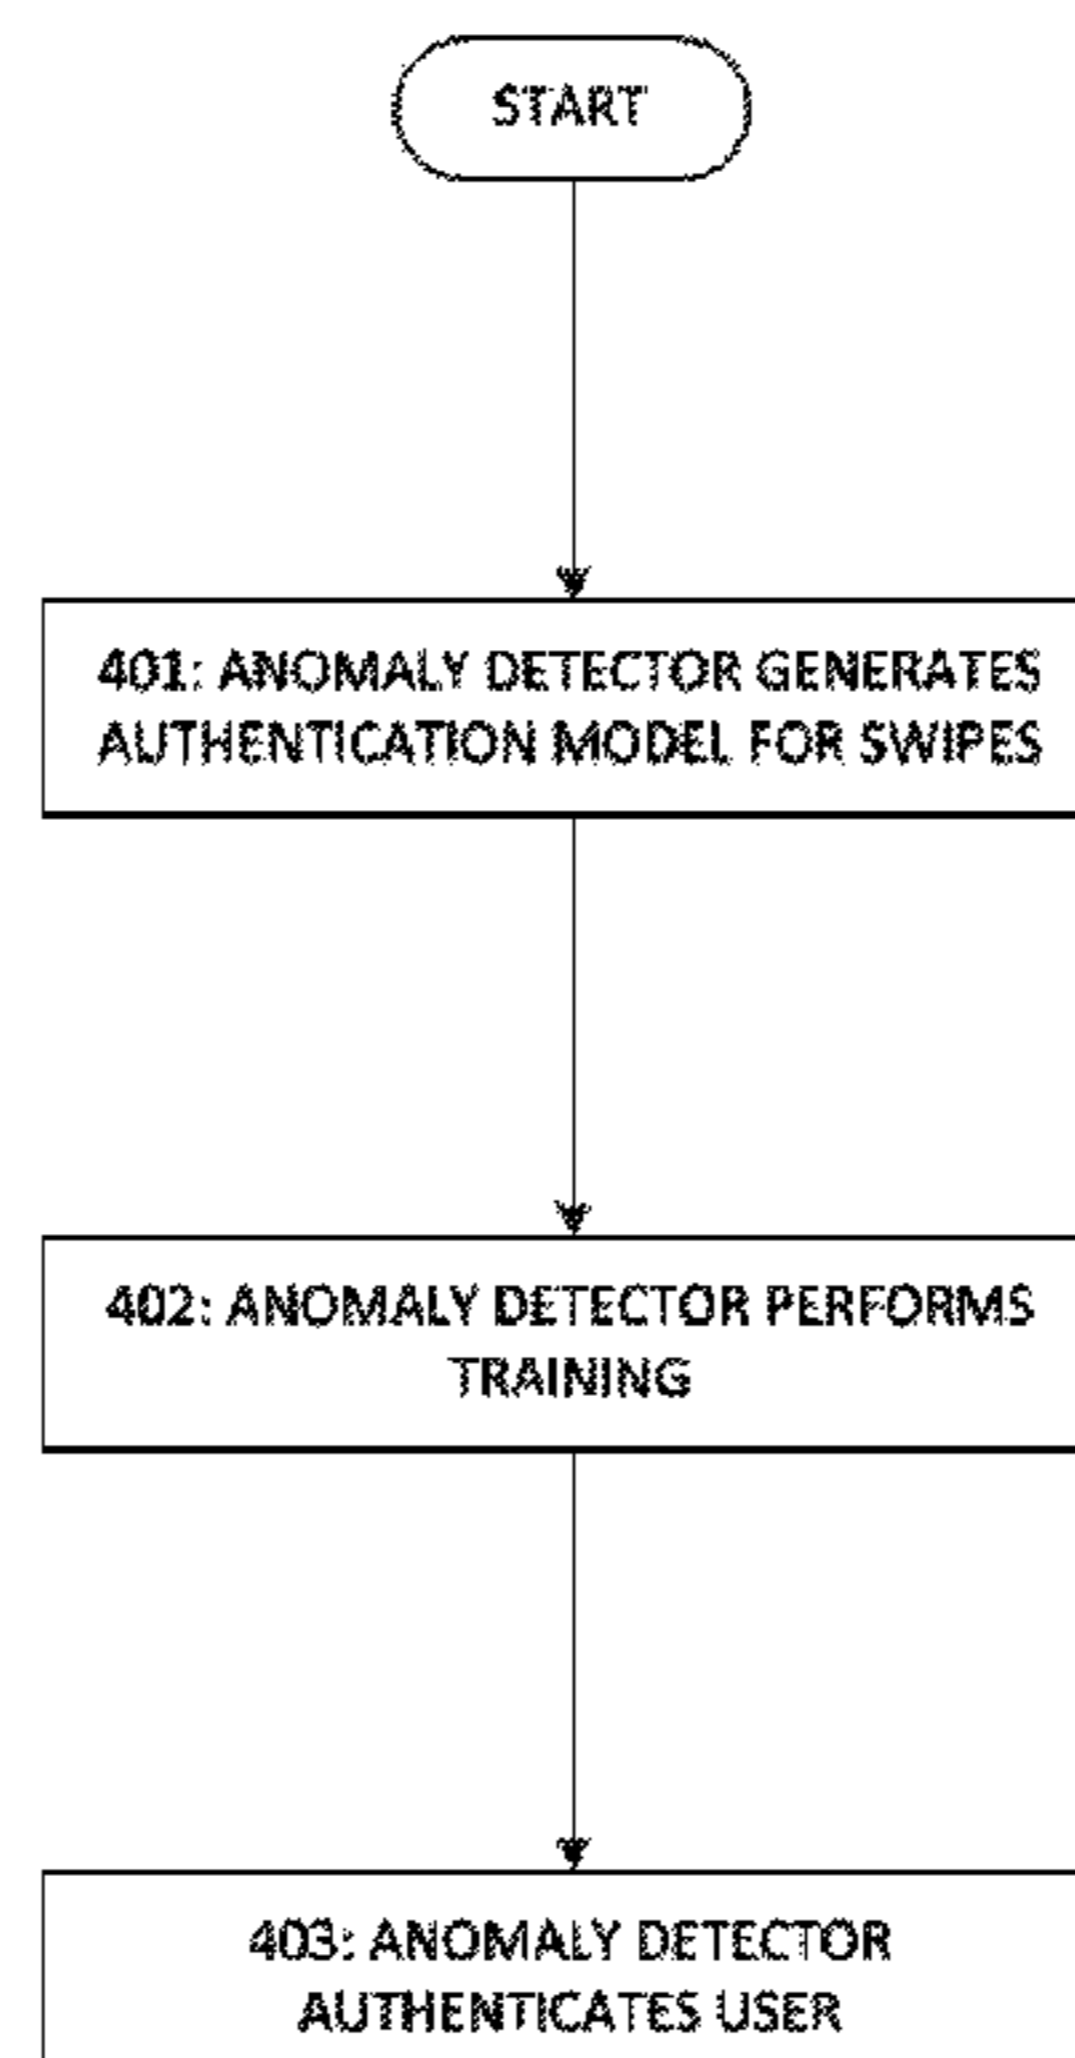 START
401: ANOMALY DETECTOR GENERATES
AUTHENTICATION MODEL FOR SWIPES
402: ANOMALY DETECTOR PERFORMS
TRAINING
403: ANOMALY DETECTOR
AUTHENTICATES USER